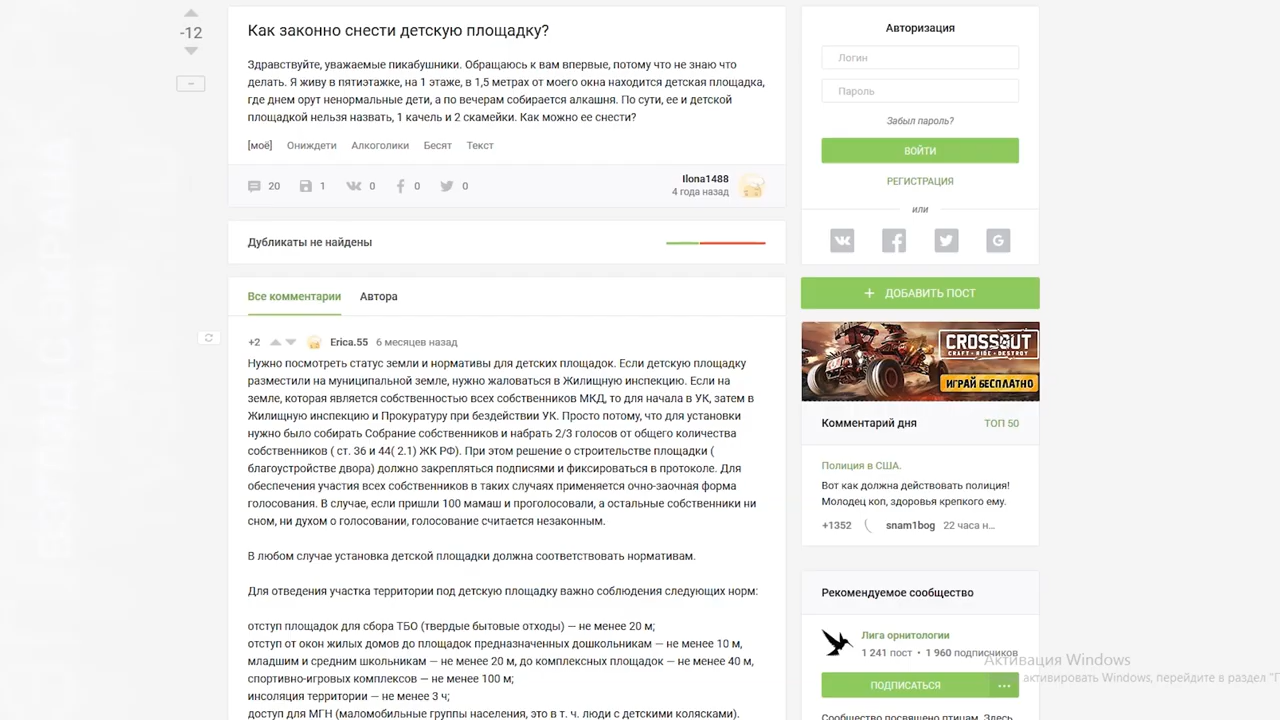 -12
Как законно снести детскую площадку?
Здравствуйте, уважаемые пикабушники. Обращаюсь к вам впервые, потому что не знаю что
делать. Я живу в пятиэтажке, на 1 этаже, в 1,5 метрах от моего окна находится детская площадка,
где днем орут ненормальные дети, а по вечерам собирается алкашня. По сути, ее и детской
площадкой нельзя назвать, 1 качель и 2 скамейки. Как можно ее снести?
[моё] Ониждети Алкоголики Бесят Текст
20 1 0 0 0
Ilona1488
4 года назад
Дубликаты не найдены
Все комментарии Автора
+2 Erica.55 6 месяцев назад
Нужно посмотреть статус земли и нормативы для детских площадок. Если детскую площадку
разместили на муниципальной земле, нужно жаловаться в Жилищную инспекцию. Если на
земле, которая является собственностью всех собственников МКД, то для начала в УК, затем в
Жилищную инспекцию и Прокуратуру при бездействии УК. Просто потому, что для установки
нужно было собирать Собрание собственников и набрать 2/3 голосов от общего количества
собственников ( ст. 36 и 44( 2.1) ЖК РФ). При этом решение о строительстве площадки (
благоустройстве двора) должно закрепляться подписями и фиксироваться в протоколе. Для
обеспечения участия всех собственников в таких случаях применяется очно-заочная форма
голосования. В случае, если пришли 100 мамаш и проголосовали, а остальные собственники ни
сном, ни духом о голосовании, голосование считается незаконным.
В любом случае установка детской площадки должна соответствовать нормативам.
Для отведения участка территории под детскую площадку важно соблюдения следующих норм:
отступ площадок для сбора ТБО (твердые бытовые отходы) — не менее 20 м;
отступ от окон жилых домов до площадок предназначенных дошкольникам — не менее 10 м,
младшим и средним школьникам — не менее 20 м, до комплексных площадок — не менее 40 м,
спортивно-игровых комплексов — не менее 100 м;
инсоляция территории — не менее 3 ч;
доступ для МГН (маломобильные группы населения, это в т. ч. люди с детскими колясками).
Авторизация
Логин
Пароль
Забыл пароль?
ВОЙТИ
РЕГИСТРАЦИЯ
или
+ ДОБАВИТЬ ПОСТ
CROSSOUT
CRAFT • RIDE • DESTROY
ИГРАЙ БЕСПЛАТНО
Комментарий дня ТОП 50
Полиция в США.
Вот как должна действовать полиция!
Молодец коп, здоровья крепкого ему.
+1352 snam1bog 22 часа н...
Рекомендуемое сообщество
Лига орнитологии
1 241 пост • 1 960 подписчиков
ПОДПИСАТЬСЯ ...
Сообщество посвящено птицам. Здесь
Активация Windows
активировать Windows, перейдите в раздел "П